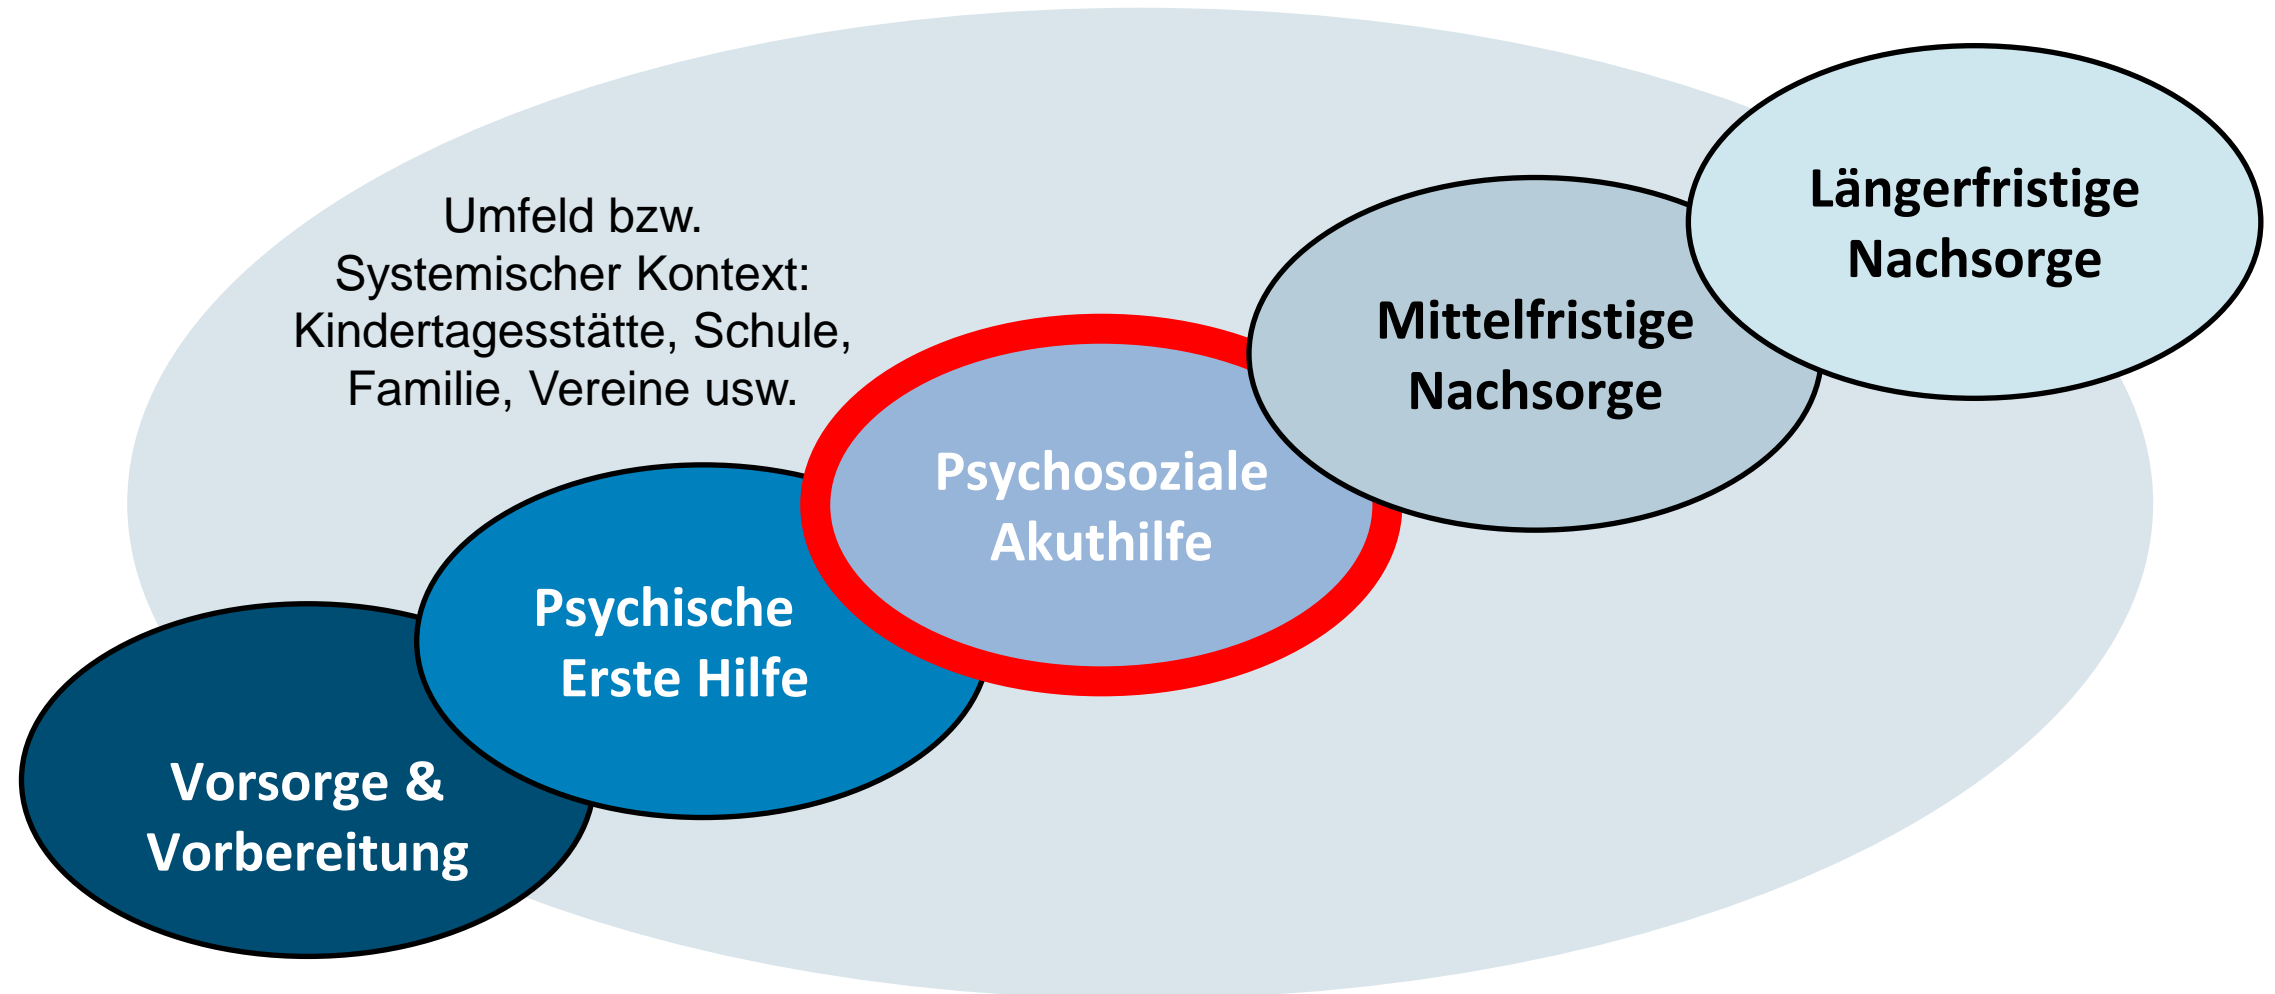 Umfeld bzw.
Systemischer Kontext:
Kindertagesstätte, Schule,
Familie, Vereine usw.
Vorsorge &
Vorbereitung
Psychische
Erste Hilfe
Psychosoziale
Akuthilfe
Mittelfristige
Nachsorge
Längerfristige
Nachsorge